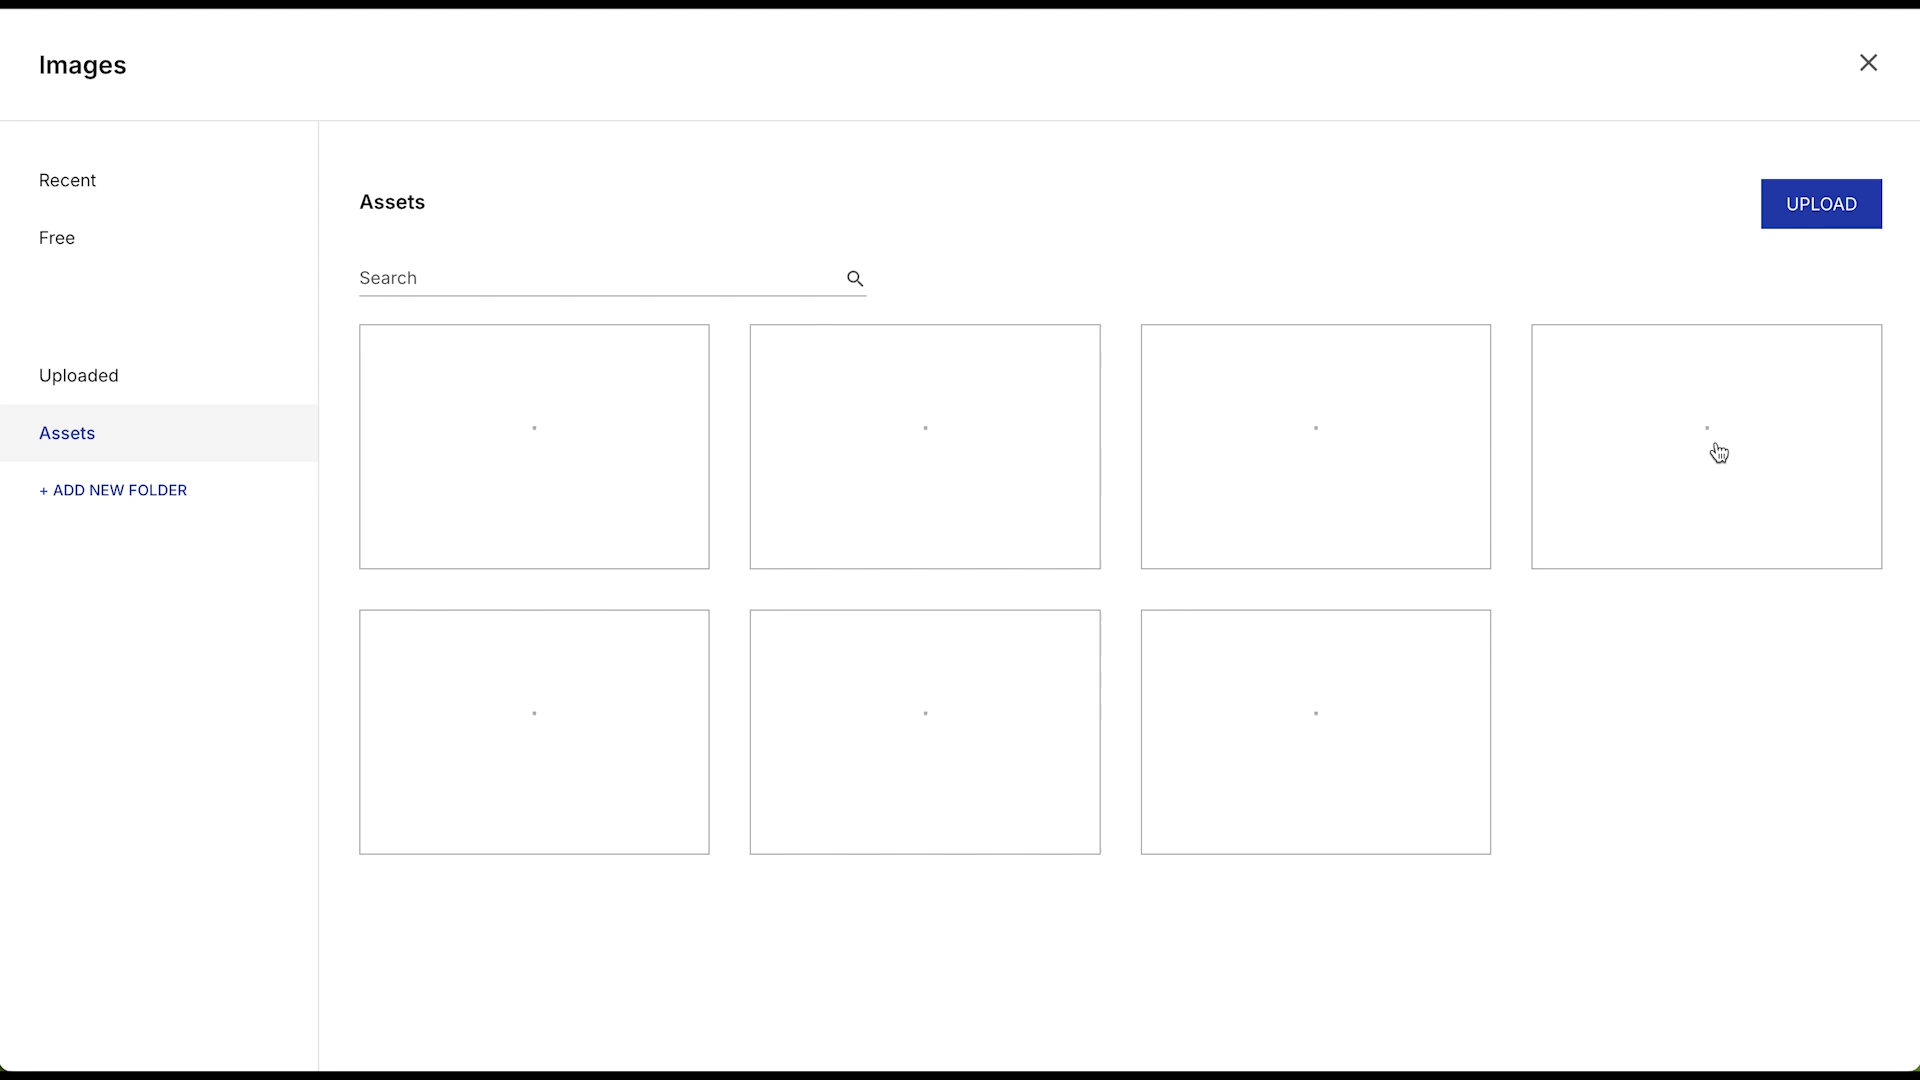 Images
Recent
Free
Uploaded
Assets
+ ADD NEW FOLDER
Assets
UPLOAD
Search